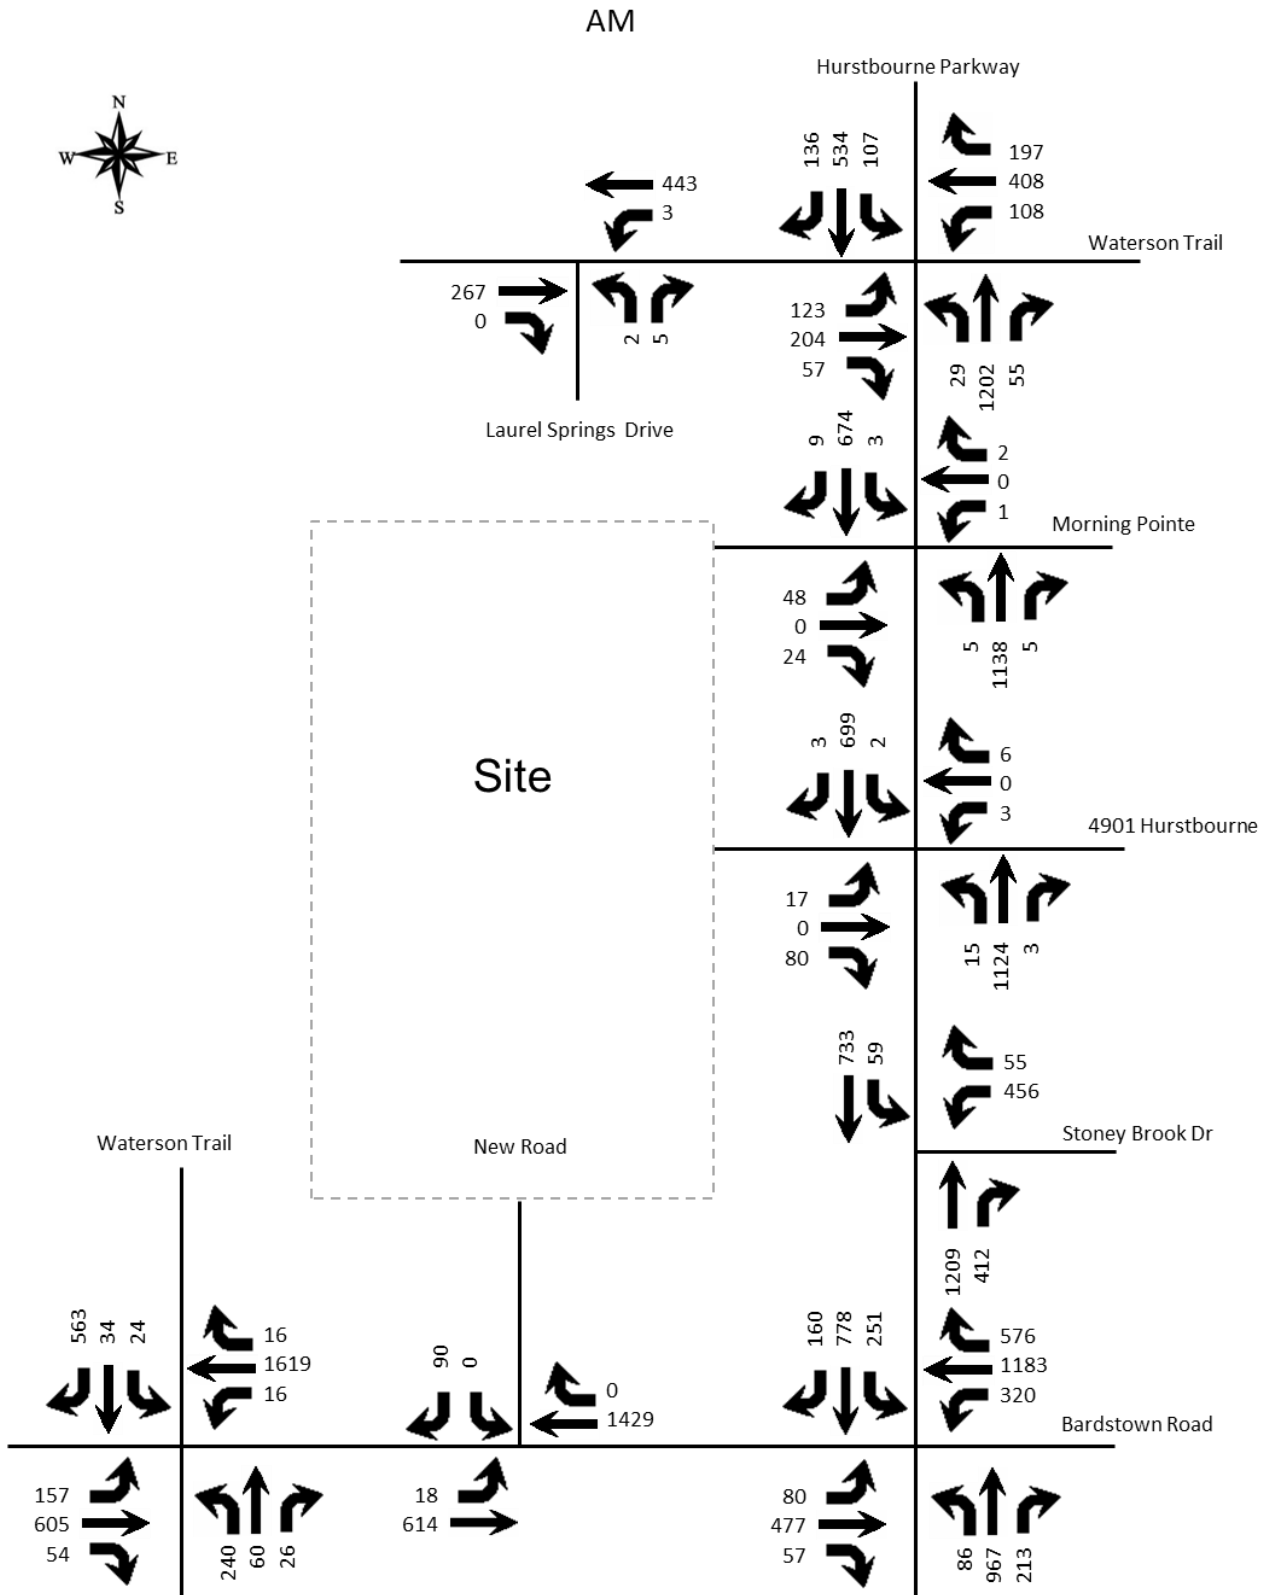 AM
Hurstbourne Parkway
N
W E
S
136 534 107
197
408
108
443
3
Waterson Trail
267
0
2 5
123
204
57
29 1202 55
Laurel Springs Drive
9 674 3
2
0
1
Morning Pointe
48
0
24
5 1138 5
Site
3 699 2
6
0
3
4901 Hurstbourne
17
0
80
15 1124 3
733 59
55
456
Stoney Brook Dr
1209 412
Waterson Trail
New Road
563 34 24
16
1619
16
90 0
0
1429
160 778 251
576
1183
320
Bardstown Road
157
605
54
240 60 26
18
614
80
477
57
86 967 213